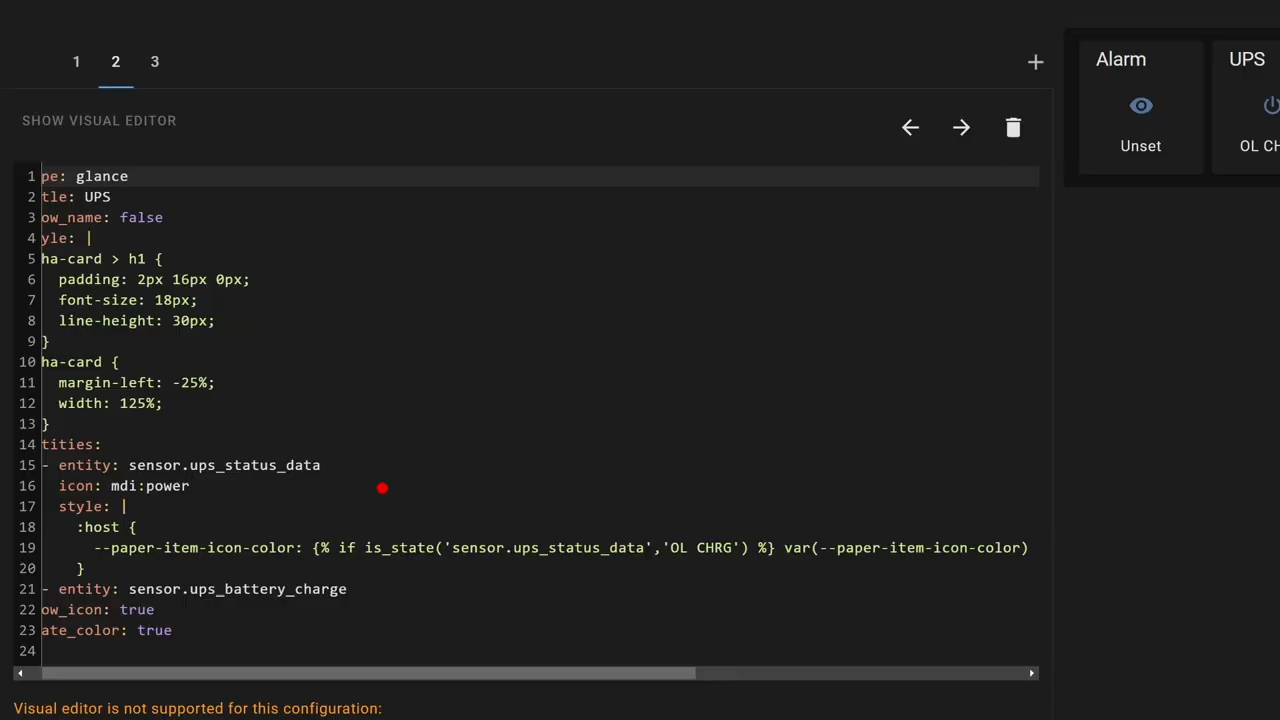 1 2 3 +
Alarm UPS
SHOW VISUAL EDITOR
Unset OL CH
1 pe: glance
2 tle: UPS
3 ow_name: false
4 yle: |
5 ha-card > h1 {
6 padding: 2px 16px 0px;
7 font-size: 18px;
8 line-height: 30px;
9 }
10 ha-card {
11 margin-left: -25%;
12 width: 125%;
13 }
14 tities:
15 - entity: sensor.ups_status_data
16 icon: mdi:power
17 style: |
18 :host {
19 --paper-item-icon-color: {% if is_state('sensor.ups_status_data','OL CHRG') %} var(--paper-item-icon-color)
20 }
21 - entity: sensor.ups_battery_charge
22 ow_icon: true
23 ate_color: true
24
Visual editor is not supported for this configuration: